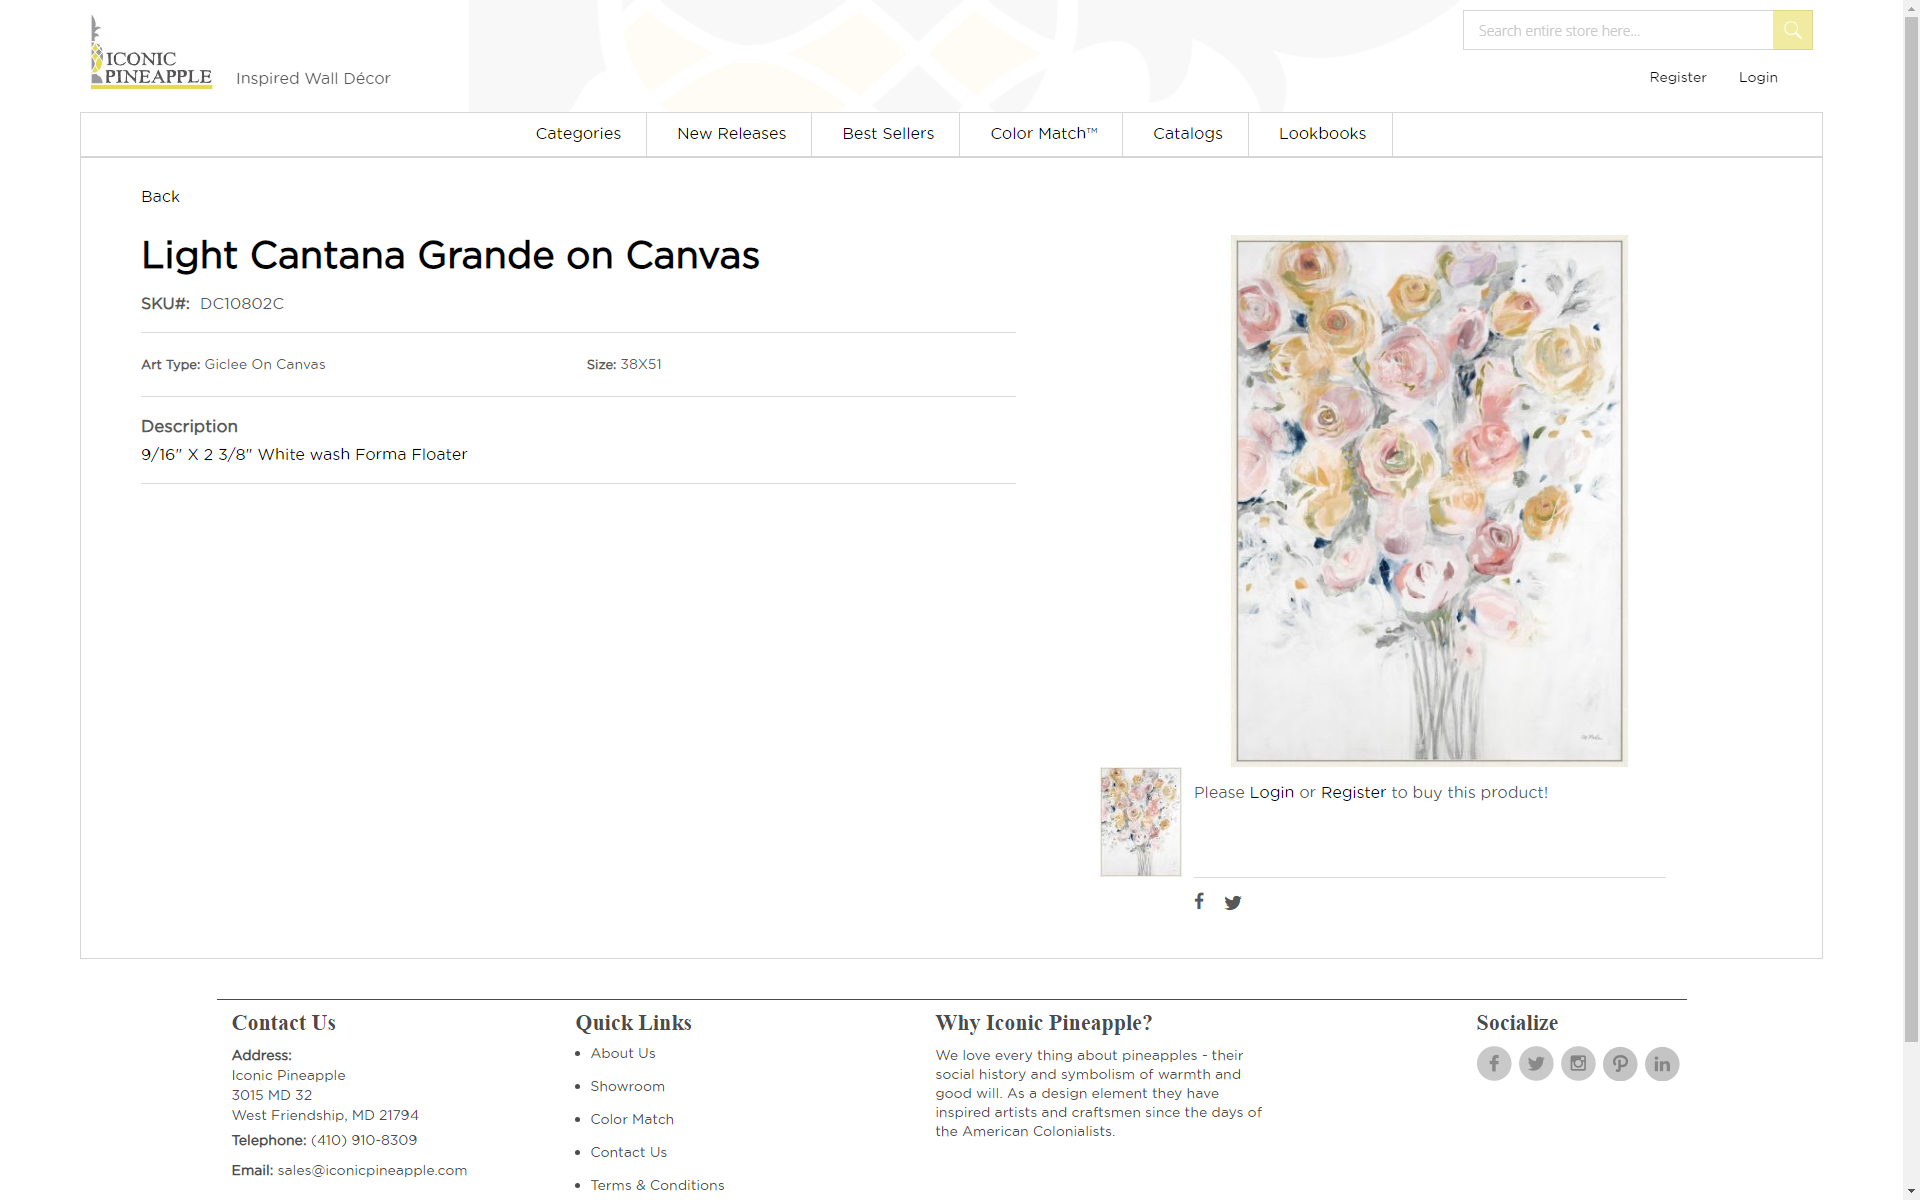 ICONIC
PINEAPPLE
Inspired Wall Décor
Search entire store here...
Register
Login
Categories
New Releases
Best Sellers
Color Match™
Catalogs
Lookbooks
Back
Light Cantana Grande on Canvas
SKU#: DC10802C
Art Type: Giclee On Canvas
Size: 38X51
Description
9/16" X 2 3/8" White wash Forma Floater
Please Login or Register to buy this product!
Contact Us
Address:
Iconic Pineapple
3015 MD 32
West Friendship, MD 21794
Telephone: (410) 910-8309
Email: sales@iconicpineapple.com
Quick Links
About Us
Showroom
Color Match
Contact Us
Terms & Conditions
Why Iconic Pineapple?
We love every thing about pineapples - their
social history and symbolism of warmth and
good will. As a design element they have
inspired artists and craftsmen since the days of
the American Colonialists.
Socialize